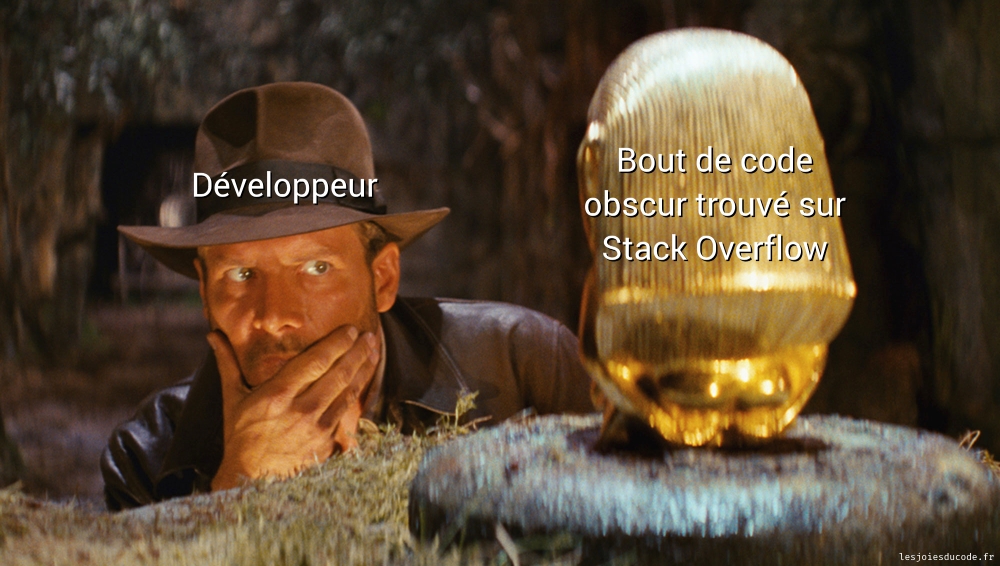 Développeur
Bout de code
obscur trouvé sur
Stack Overflow
lesjoiesducode.fr